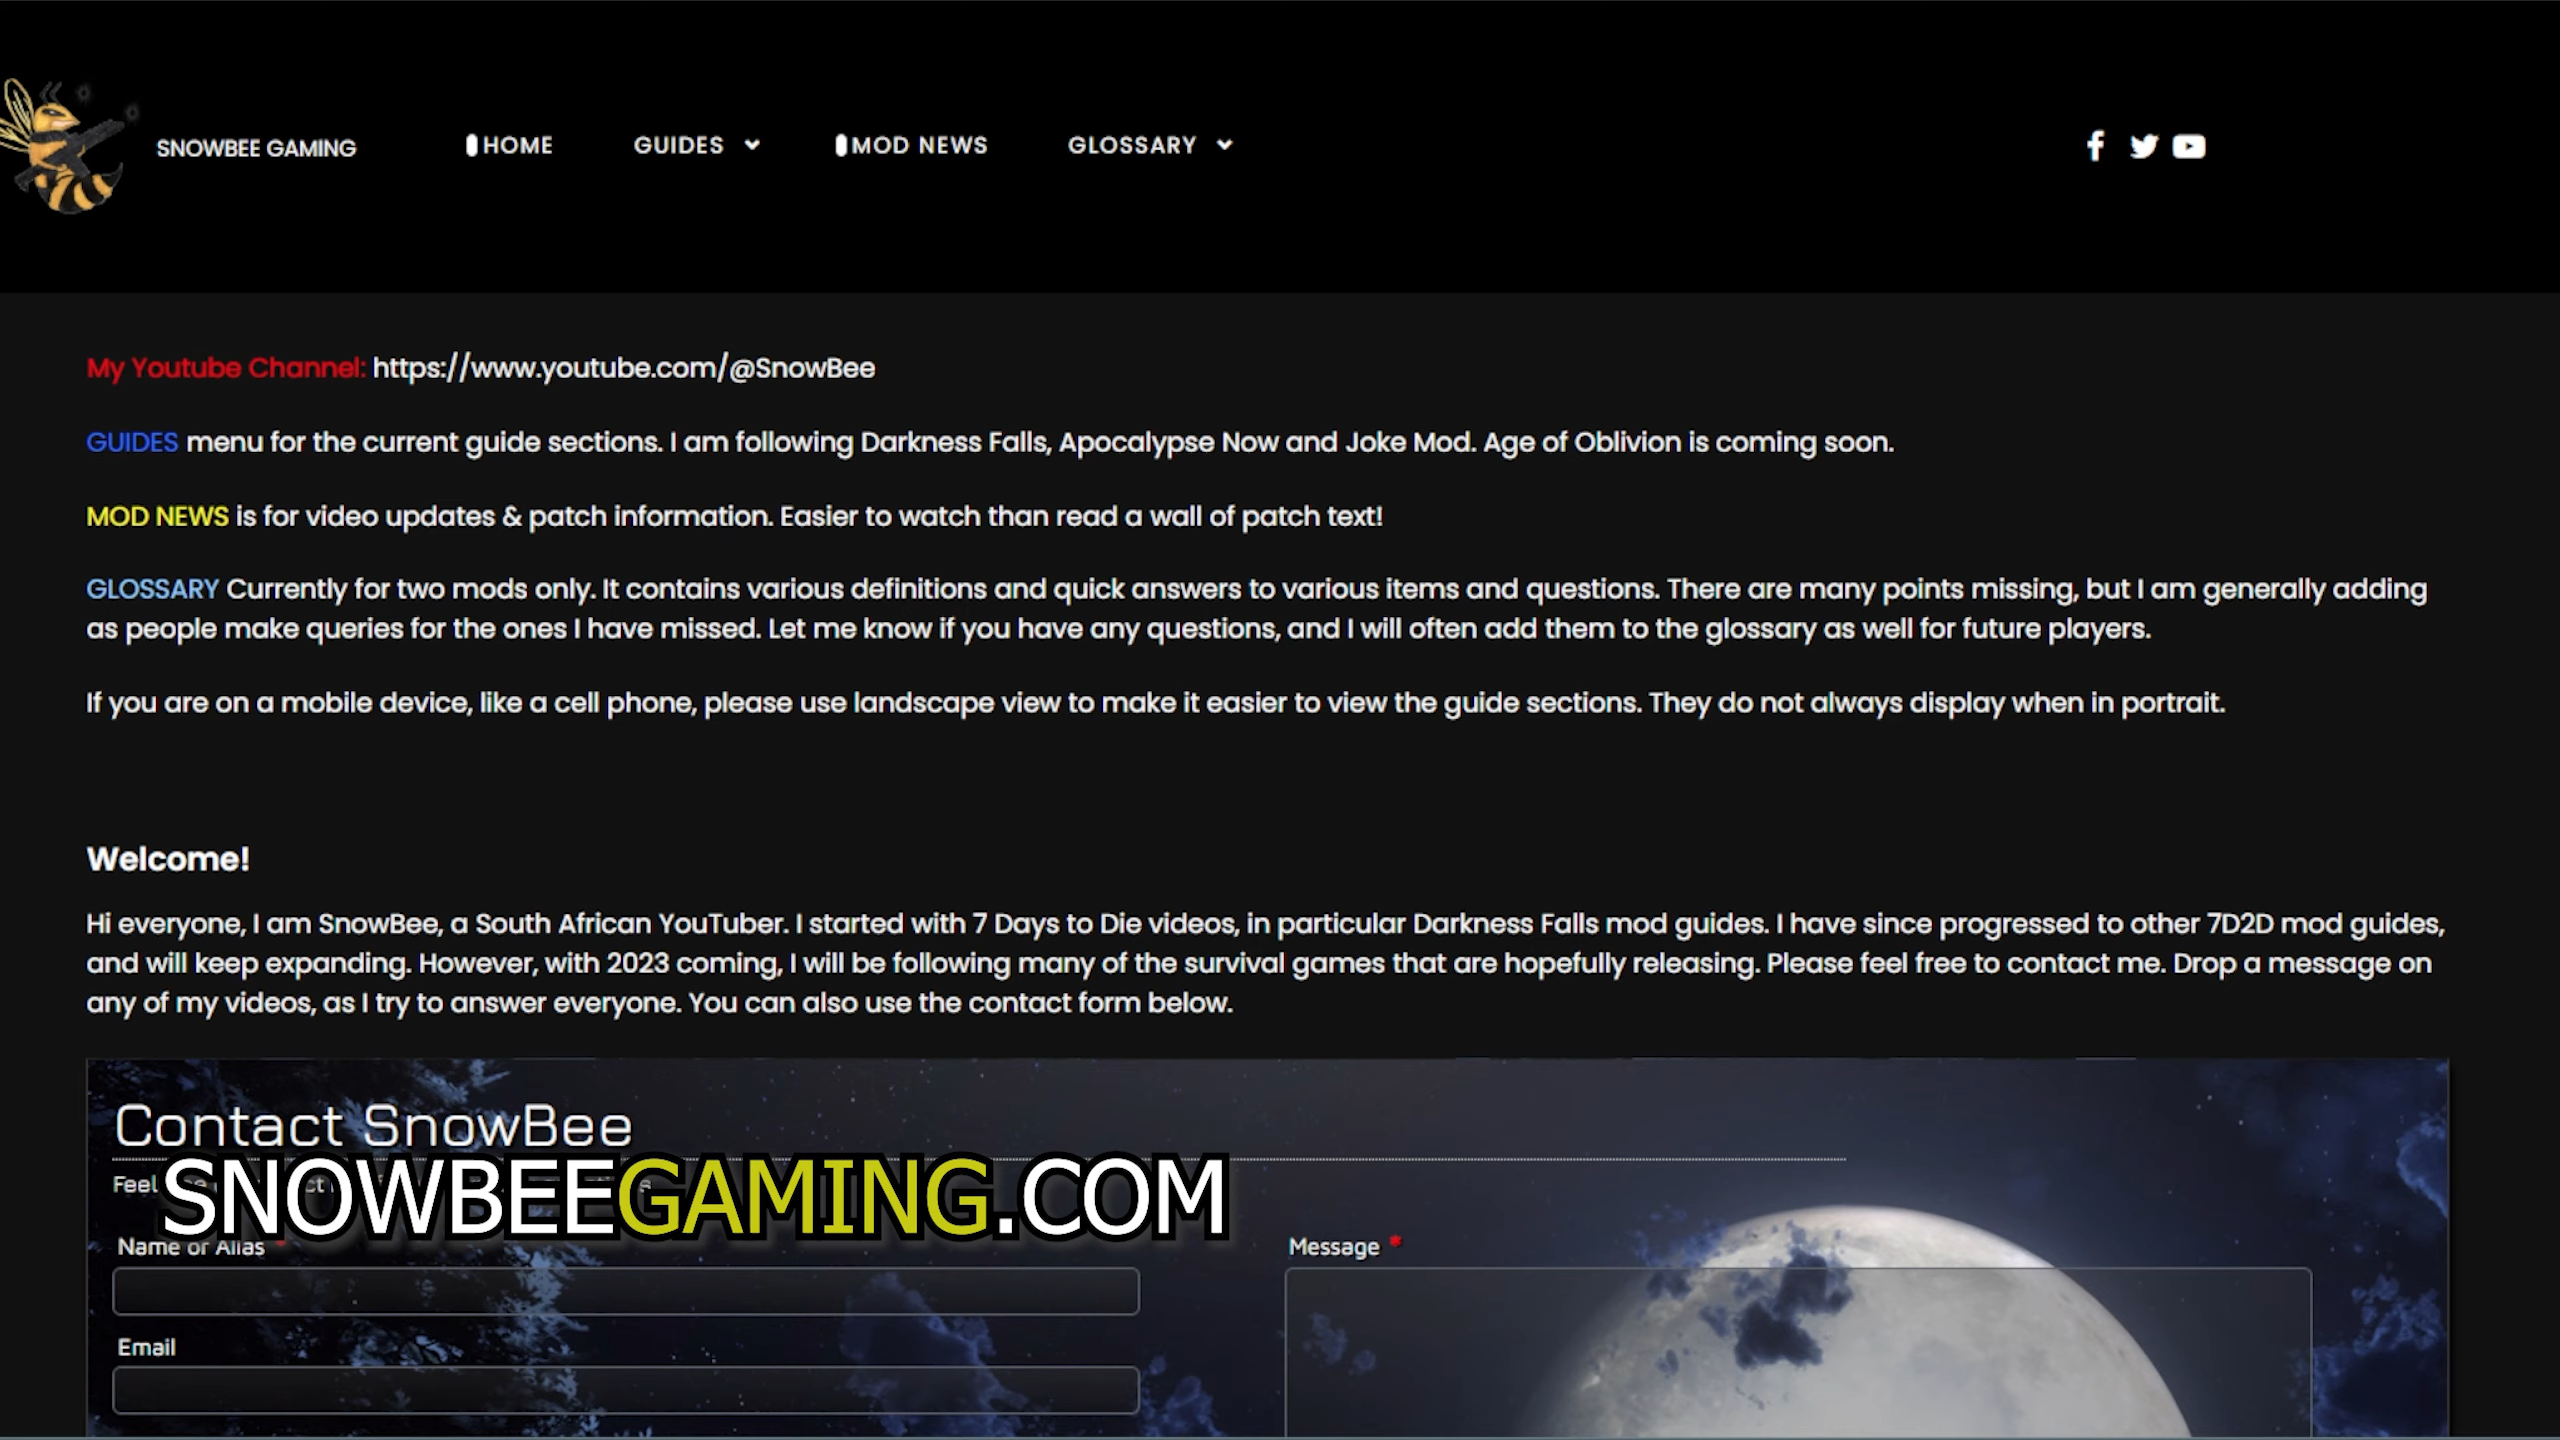 SNOWBEE GAMING
HOME
GUIDES
MOD NEWS
GLOSSARY
My Youtube Channel: https://www.youtube.com/@SnowBee
GUIDES menu for the current guide sections. I am following Darkness Falls, Apocalypse Now and Joke Mod. Age of Oblivion is coming soon.
MOD NEWS is for video updates & patch information. Easier to watch than read a wall of patch text!
GLOSSARY Currently for two mods only. It contains various definitions and quick answers to various items and questions. There are many points missing, but I am generally adding
as people make queries for the ones I have missed. Let me know if you have any questions, and I will often add them to the glossary as well for future players.
If you are on a mobile device, like a cell phone, please use landscape view to make it easier to view the guide sections. They do not always display when in portrait.
Welcome!
Hi everyone, I am SnowBee, a South African YouTuber. I started with 7 Days to Die videos, in particular Darkness Falls mod guides. I have since progressed to other 7D2D mod guides,
and will keep expanding. However, with 2023 coming, I will be following many of the survival games that are hopefully releasing. Please feel free to contact me. Drop a message on
any of my videos, as I try to answer everyone. You can also use the contact form below.
Contact SnowBee
Feel
SNOWBEEGAMING.COM
Name or Alias *
Message *
Email